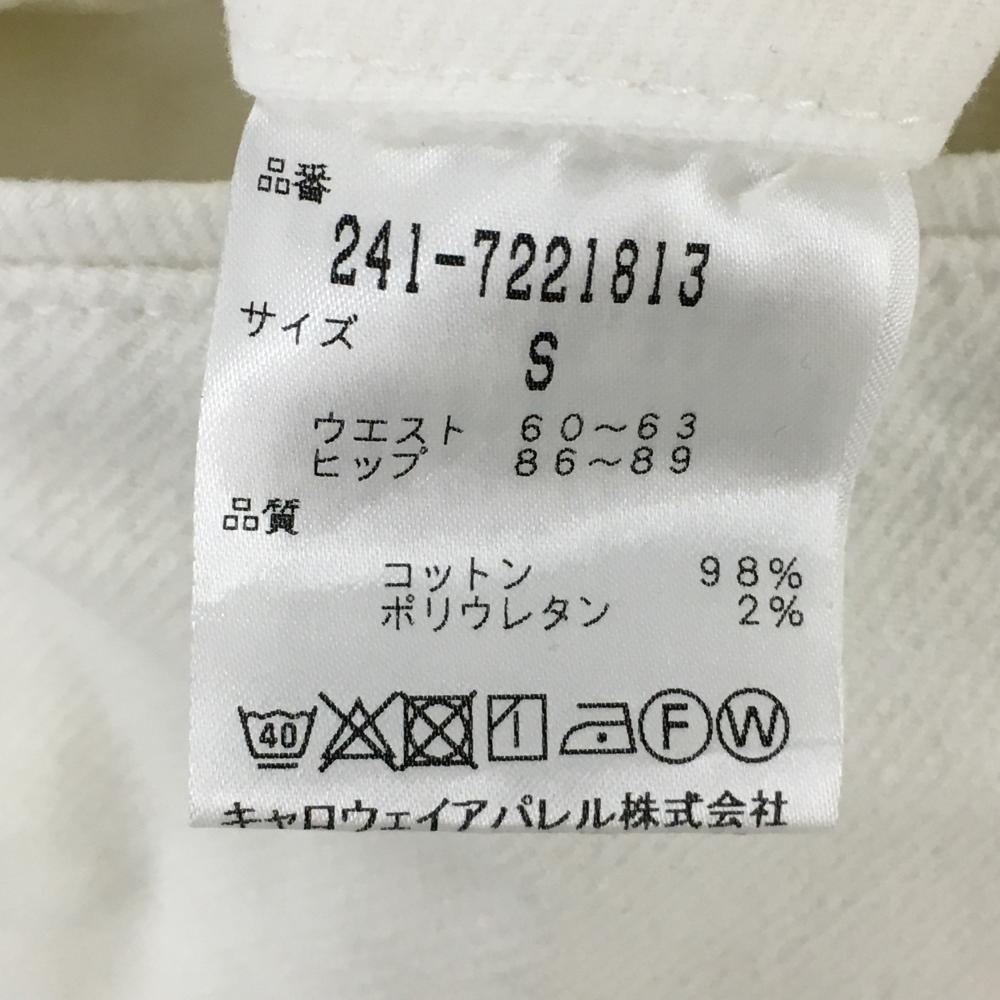 品番
241-7221813
サイズ
S
ウエスト 60～63
ヒップ 86～89
品質
コットン 98%
ポリウレタン 2%
40 F W
キャロウェイアパレル株式会社